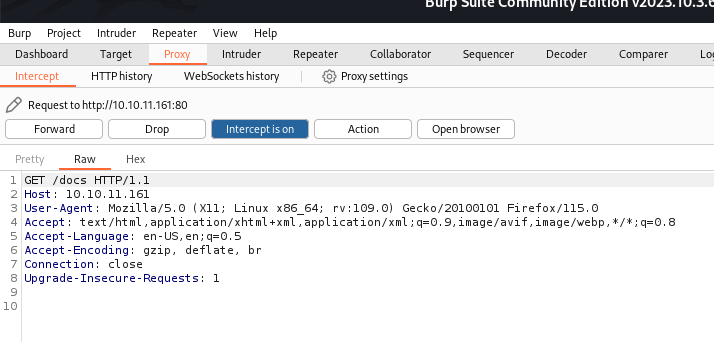 Burp Suite Community Edition v2023.10.3.6
Burp Project Intruder Repeater View Help
Dashboard Target Proxy Intruder Repeater Collaborator Sequencer Decoder Comparer Lo
Intercept HTTP history WebSockets history Proxy settings
Request to http://10.10.11.161:80
Forward Drop Intercept is on Action Open browser
Pretty Raw Hex
1 GET /docs HTTP/1.1
2 Host: 10.10.11.161
3 User-Agent: Mozilla/5.0 (X11; Linux x86_64; rv:109.0) Gecko/20100101 Firefox/115.0
4 Accept: text/html,application/xhtml+xml,application/xml;q=0.9,image/avif,image/webp,*/*;q=0.8
5 Accept-Language: en-US,en;q=0.5
6 Accept-Encoding: gzip, deflate, br
7 Connection: close
8 Upgrade-Insecure-Requests: 1
9
10